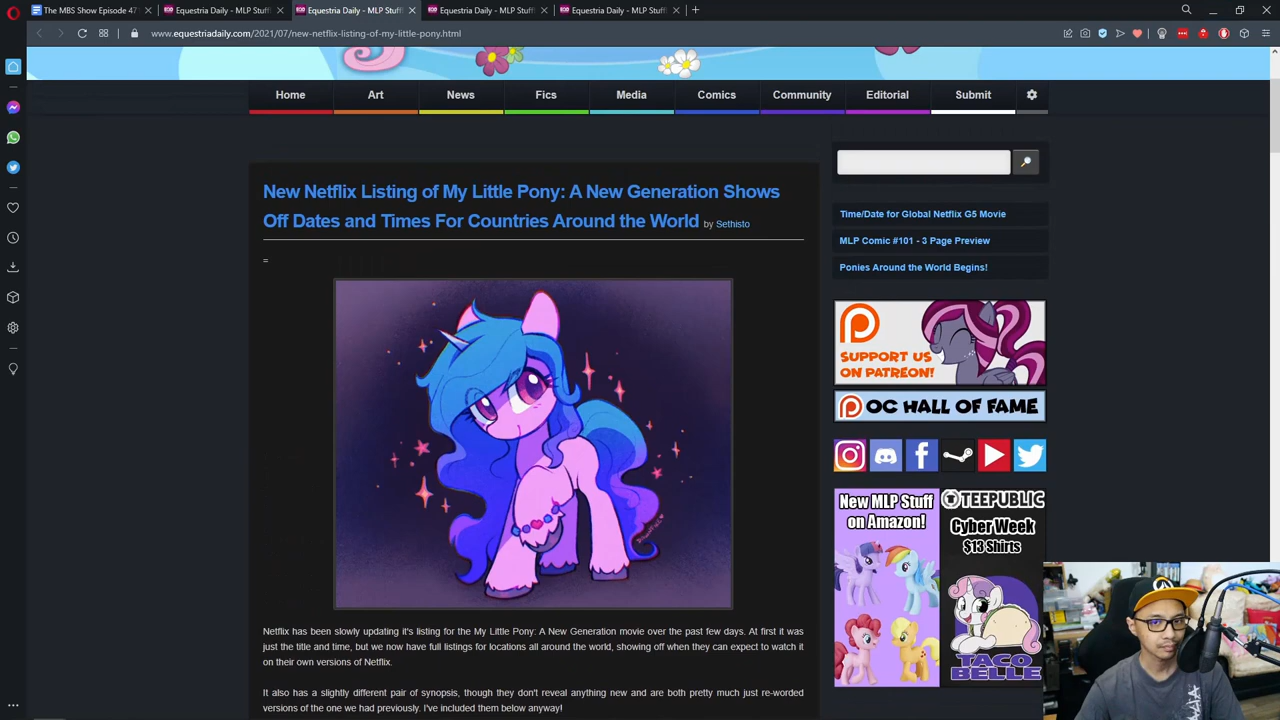 The MBS Show Episode 47
Equestria Daily - MLP Stuf
Equestria Daily - MLP Stuf
Equestria Daily - MLP Stuf
Equestria Daily - MLP Stuf
www.equestriadaily.com/2021/07/new-netflix-listing-of-my-little-pony.html
Home
Art
News
Fics
Media
Comics
Community
Editorial
Submit
New Netflix Listing of My Little Pony: A New Generation Shows
Off Dates and Times For Countries Around the World by Sethisto
=
Netflix has been slowly updating it's listing for the My Little Pony: A New Generation movie over the past few days. At first it was
just the title and time, but we now have full listings for locations all around the world, showing off when they can expect to watch it
on their own versions of Netflix.
It also has a slightly different pair of synopsis, though they don't reveal anything new and are both pretty much just re-worded
versions of the one we had previously. I've included them below anyway!
Time/Date for Global Netflix G5 Movie
MLP Comic #101 - 3 Page Preview
Ponies Around the World Begins!
SUPPORT US
ON PATREON!
OC HALL OF FAME
New MLP Stuff
on Amazon!
TEEPUBLIC
Cyber Week
$13 Shirts
TACO
BELLE